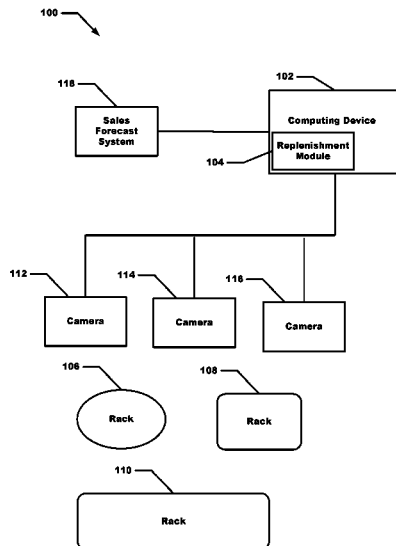 100
118
102
Sales
Forecast
System
Computing Device
104
Replenishment
Module
112
114
116
Camera
Camera
Camera
106
108
Rack
Rack
110
Rack